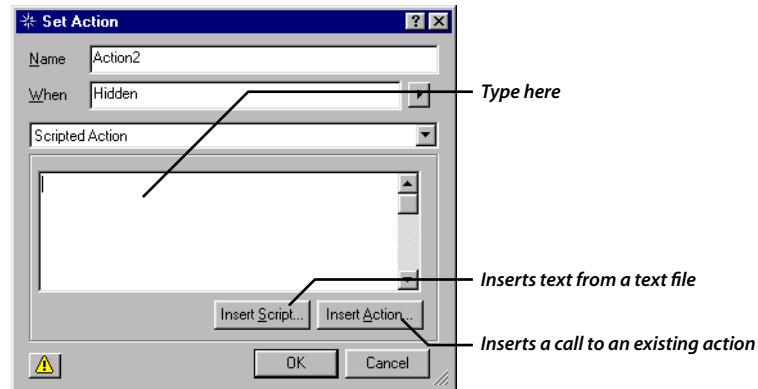 Set Action
Name Action2
When Hidden
Type here
Scripted Action
Inserts text from a text file
Insert Script... Insert Action...
Inserts a call to an existing action
OK Cancel